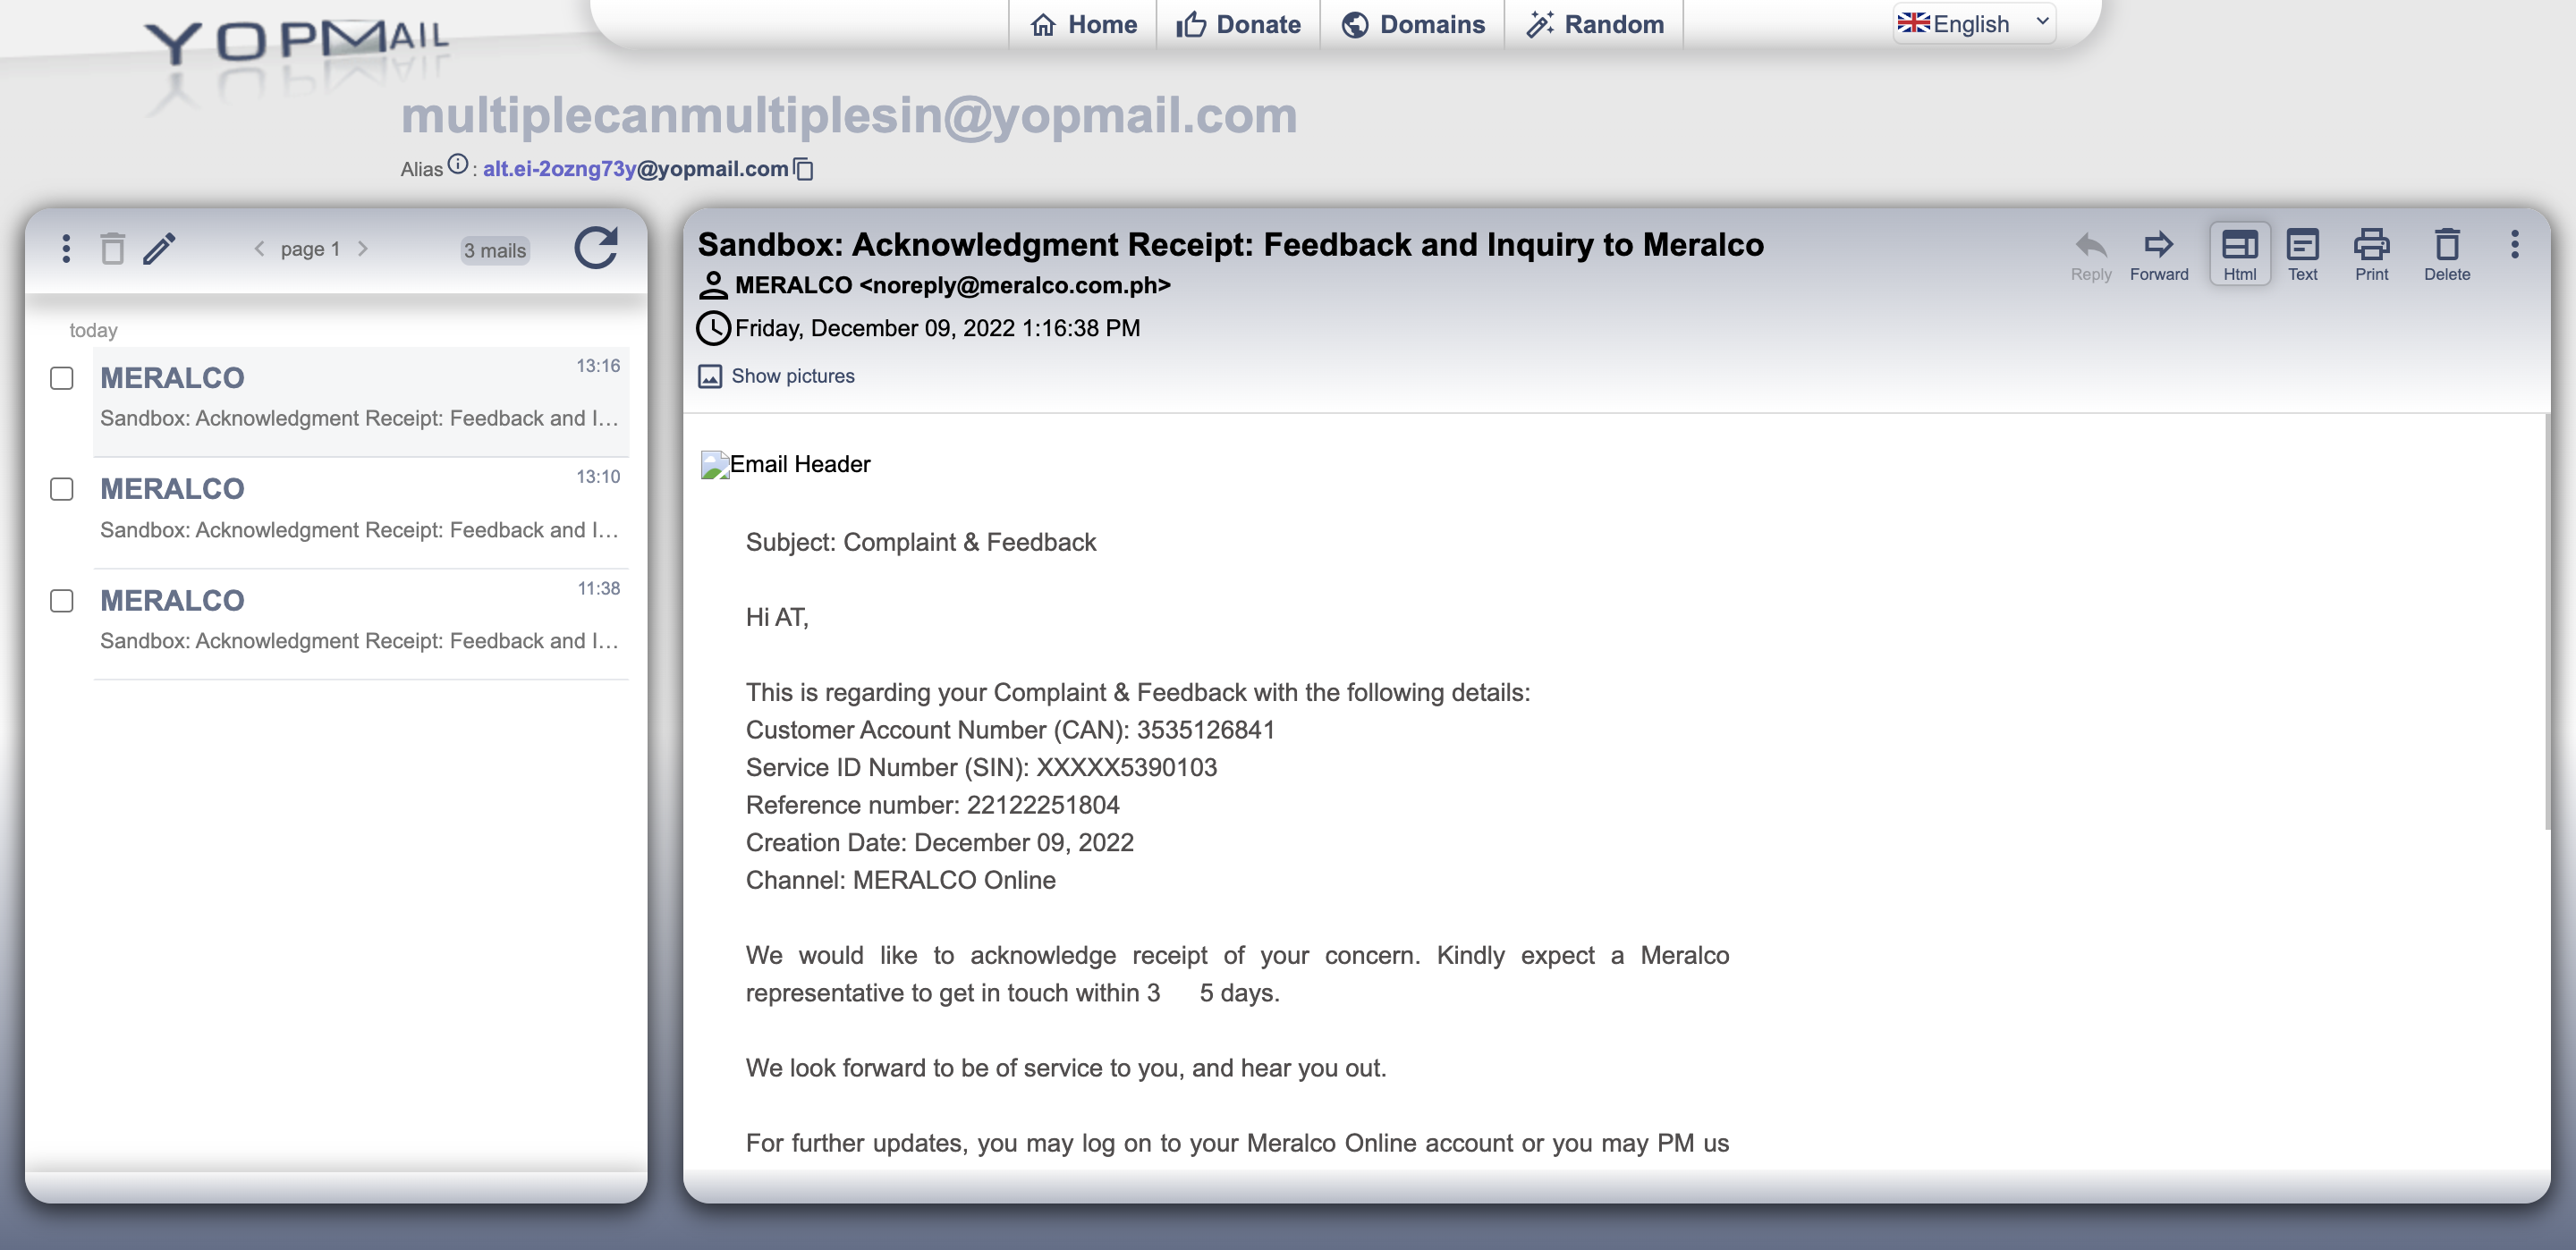 YOPMAIL
Home
Donate
Domains
Random
English
multiplecanmultiplesin@yopmail.com
Alias : alt.ei-2ozng73y@yopmail.com
page 1
3 mails
today
MERALCO
13:16
Sandbox: Acknowledgment Receipt: Feedback and I…
MERALCO
13:10
Sandbox: Acknowledgment Receipt: Feedback and I…
MERALCO
11:38
Sandbox: Acknowledgment Receipt: Feedback and I…
Sandbox: Acknowledgment Receipt: Feedback and Inquiry to Meralco
MERALCO <noreply@meralco.com.ph>
Friday, December 09, 2022 1:16:38 PM
Show pictures
Reply
Forward
Html
Text
Print
Delete
Email Header
Subject: Complaint & Feedback
Hi AT,
This is regarding your Complaint & Feedback with the following details:
Customer Account Number (CAN): 3535126841
Service ID Number (SIN): XXXXX5390103
Reference number: 22122251804
Creation Date: December 09, 2022
Channel: MERALCO Online
We would like to acknowledge receipt of your concern. Kindly expect a Meralco
representative to get in touch within 3 5 days.
We look forward to be of service to you, and hear you out.
For further updates, you may log on to your Meralco Online account or you may PM us